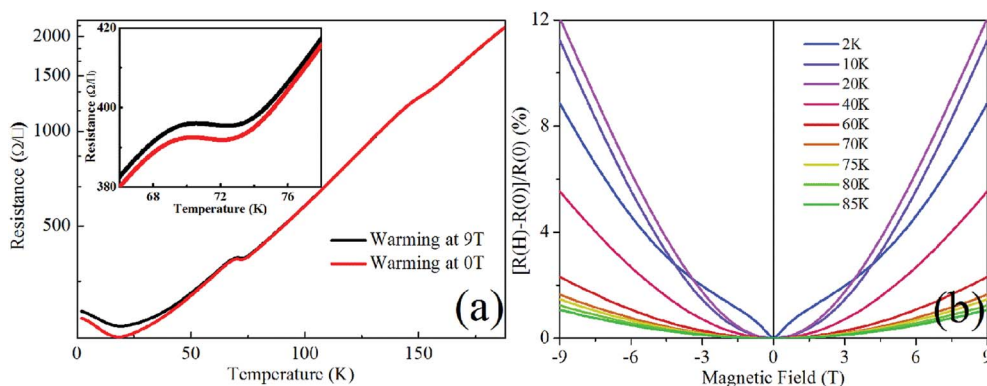 (a)
Resistance (Ω/□)
2000
1500
1000
500
0
50
100
150
Temperature (K)
Warming at 9T
Warming at 0T
Resistance (Ω/□)
420
400
380
68
72
76
Temperature (K)
(b)
[R(H)-R(0)]/R(0) (%)
12
8
4
0
-9
-6
-3
0
3
6
9
Magnetic Field (T)
2K
10K
20K
40K
60K
70K
75K
80K
85K